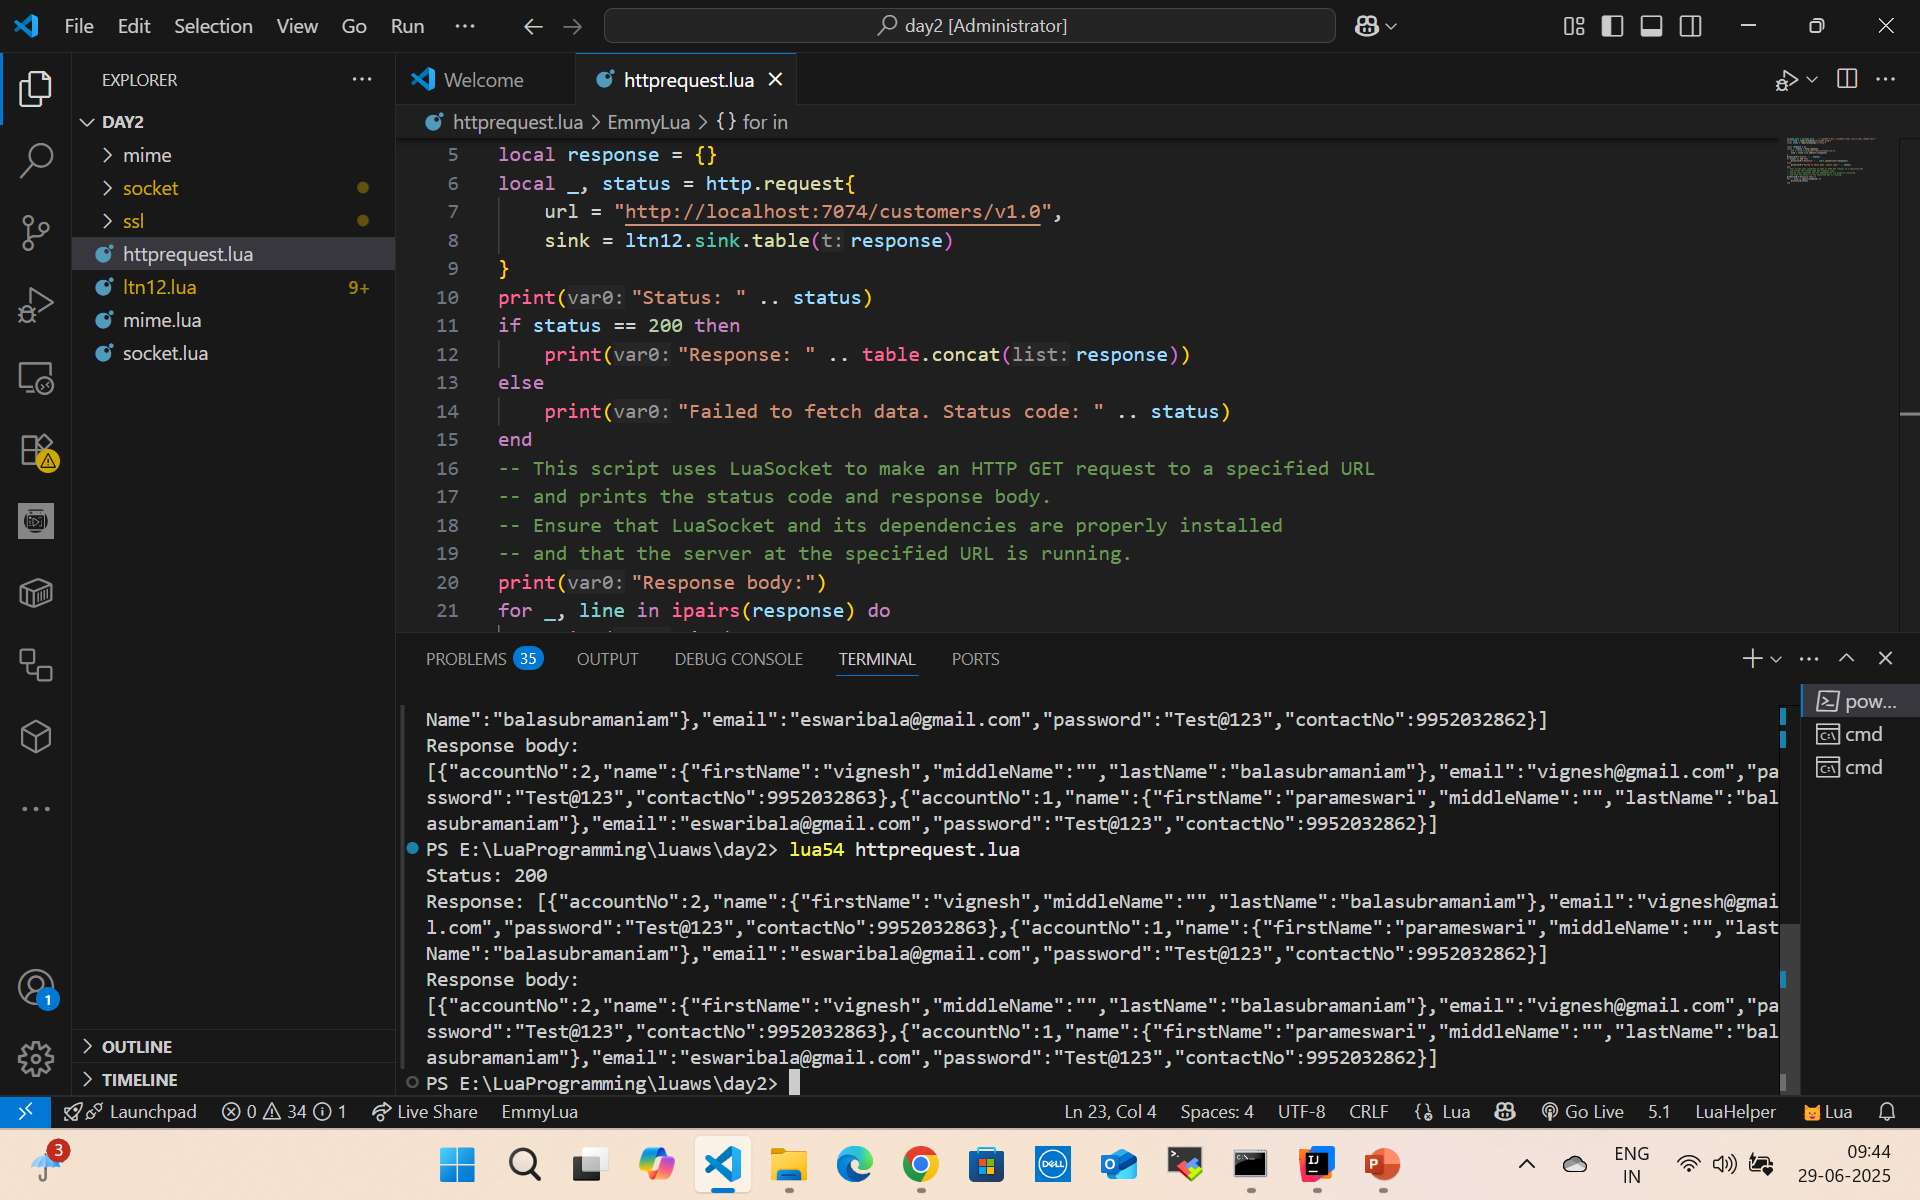 File Edit Selection View Go Run ... day2 [Administrator]
EXPLORER
DAY2
mime
socket
ssl
httprequest.lua
ltn12.lua 9+
mime.lua
socket.lua
OUTLINE
TIMELINE
Welcome httprequest.lua
httprequest.lua > EmmyLua > {} for in
5 local response = {}
6 local _, status = http.request{
7 url = "http://localhost:7074/customers/v1.0",
8 sink = ltn12.sink.table(t: response)
9 }
10 print(var0: "Status: " .. status)
11 if status == 200 then
12 print(var0: "Response: " .. table.concat(list: response))
13 else
14 print(var0: "Failed to fetch data. Status code: " .. status)
15 end
16 -- This script uses LuaSocket to make an HTTP GET request to a specified URL
17 -- and prints the status code and response body.
18 -- Ensure that LuaSocket and its dependencies are properly installed
19 -- and that the server at the specified URL is running.
20 print(var0: "Response body:")
21 for _, line in ipairs(response) do
PROBLEMS 35 OUTPUT DEBUG CONSOLE TERMINAL PORTS
Name":"balasubramaniam"},"email":"eswaribala@gmail.com","password":"Test@123","contactNo":9952032862}]
Response body:
[{"accountNo":2,"name":{"firstName":"vignesh","middleName":"","lastName":"balasubramaniam"},"email":"vignesh@gmail.com","pa
ssword":"Test@123","contactNo":9952032863},{"accountNo":1,"name":{"firstName":"parameswari","middleName":"","lastName":"bal
asubramaniam"},"email":"eswaribala@gmail.com","password":"Test@123","contactNo":9952032862}]
PS E:\LuaProgramming\luaws\day2> lua54 httprequest.lua
Status: 200
Response: [{"accountNo":2,"name":{"firstName":"vignesh","middleName":"","lastName":"balasubramaniam"},"email":"vignesh@gmai
l.com","password":"Test@123","contactNo":9952032863},{"accountNo":1,"name":{"firstName":"parameswari","middleName":"","last
Name":"balasubramaniam"},"email":"eswaribala@gmail.com","password":"Test@123","contactNo":9952032862}]
Response body:
[{"accountNo":2,"name":{"firstName":"vignesh","middleName":"","lastName":"balasubramaniam"},"email":"vignesh@gmail.com","pa
ssword":"Test@123","contactNo":9952032863},{"accountNo":1,"name":{"firstName":"parameswari","middleName":"","lastName":"bal
asubramaniam"},"email":"eswaribala@gmail.com","password":"Test@123","contactNo":9952032862}]
PS E:\LuaProgramming\luaws\day2>
pow...
cmd
cmd
1
Launchpad 0 34 1 Live Share EmmyLua Ln 23, Col 4 Spaces: 4 UTF-8 CRLF {} Lua Go Live 5.1 LuaHelper Lua
3
DELL
ENG
IN
09:44
29-06-2025